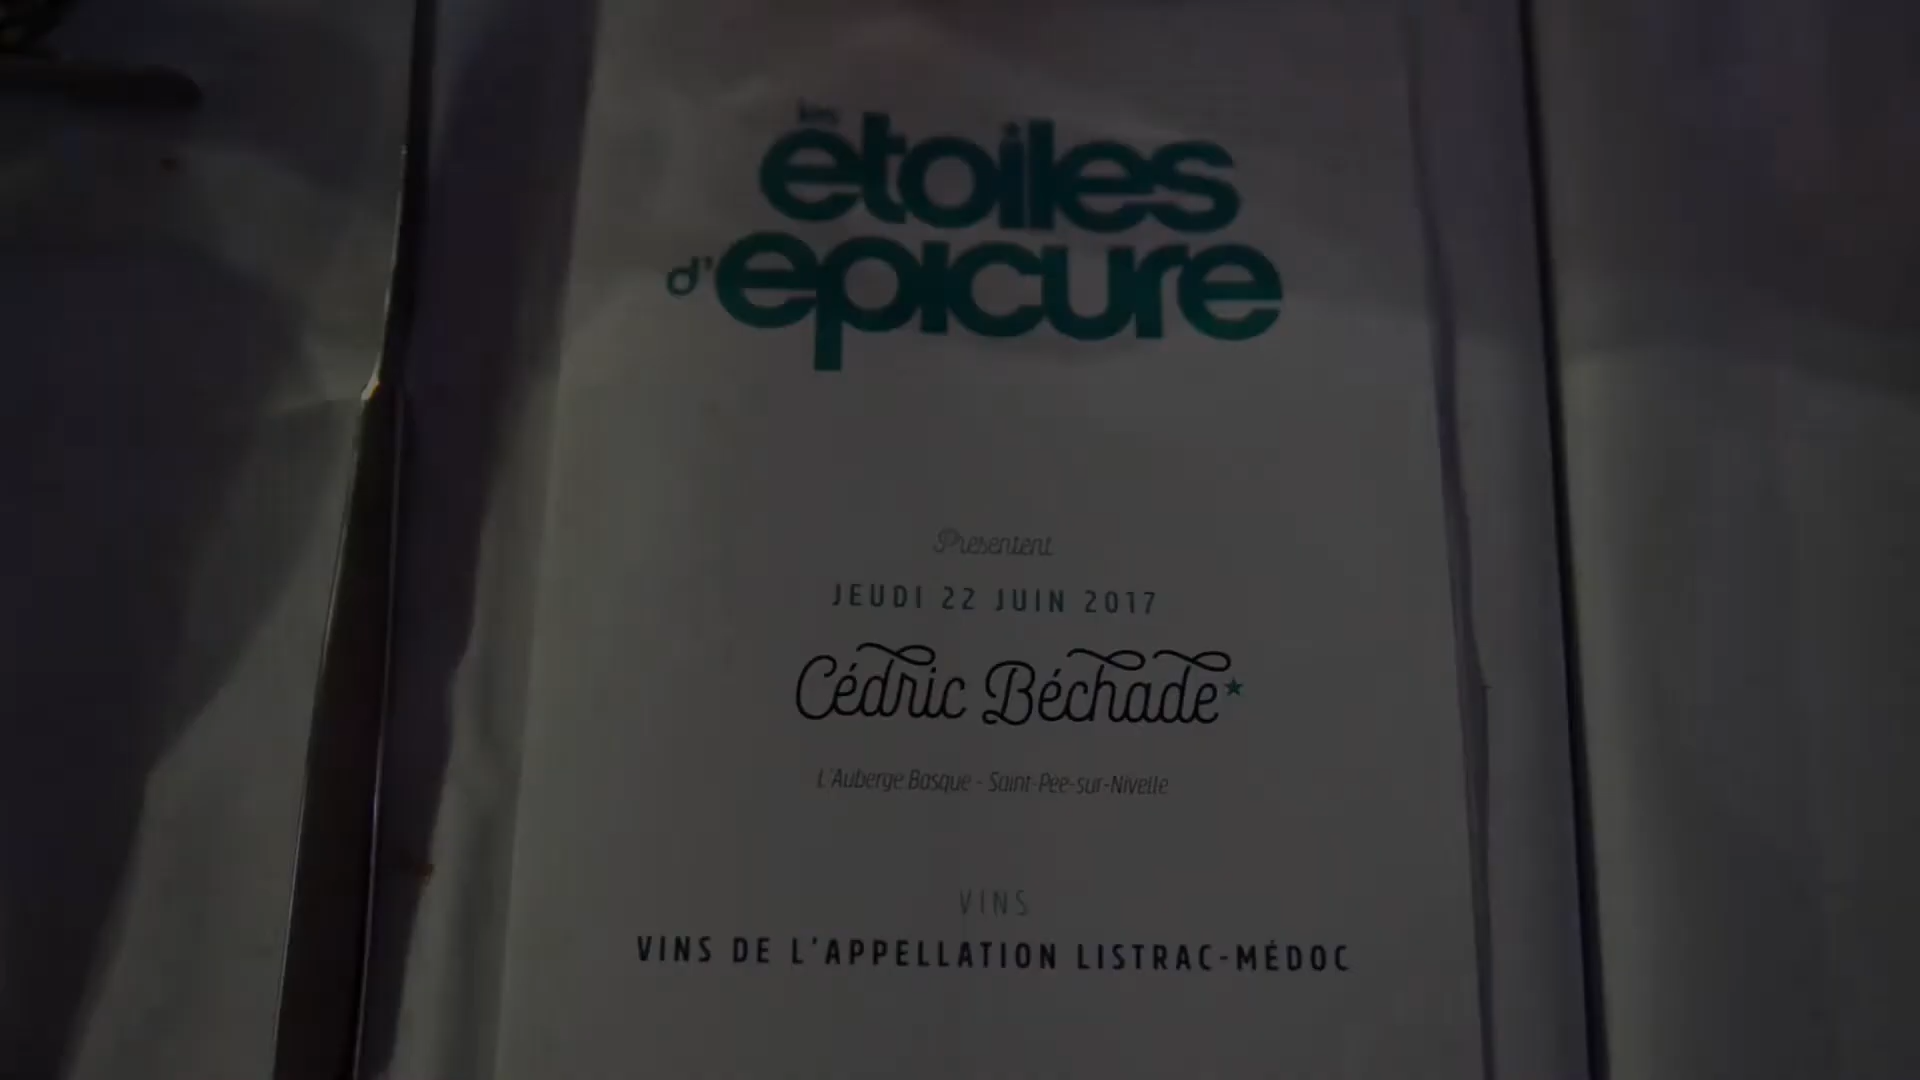 les
étoiles
d'epicure
Présentent
JEUDI 22 JUIN 2017
Cédric Béchade*
L'Auberge Basque - Saint-Pée-sur-Nivelle
VINS
VINS DE L'APPELLATION LISTRAC-MÉDOC